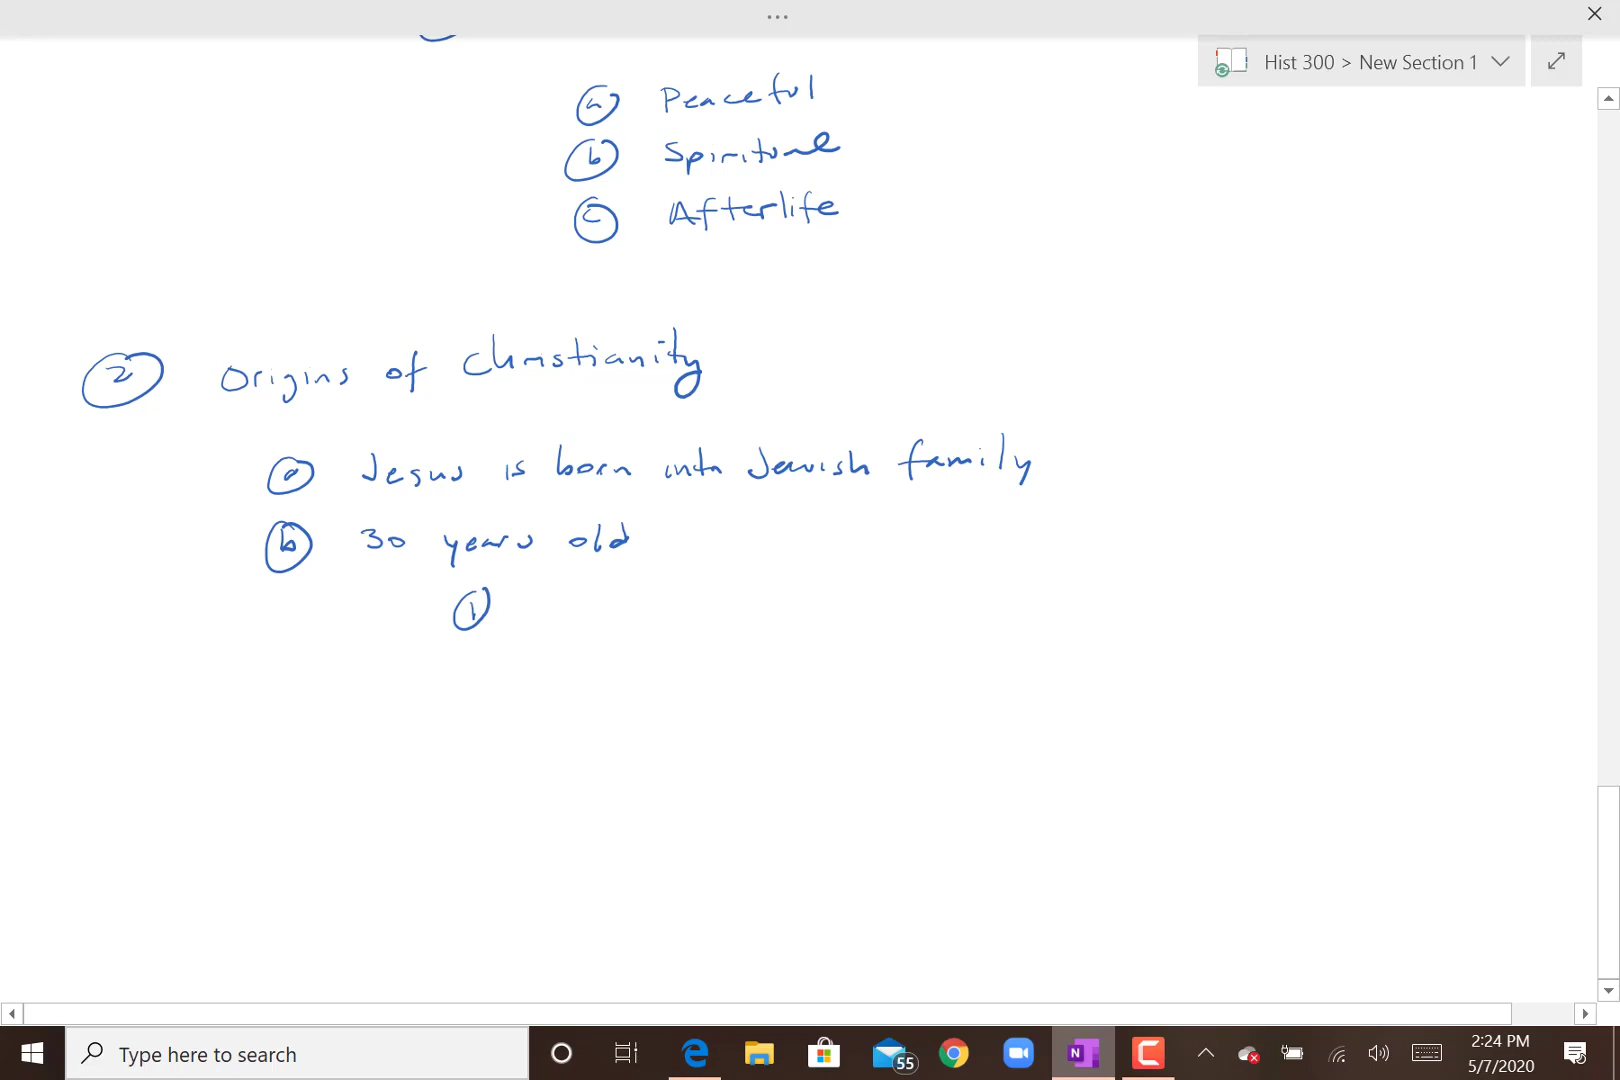 ...
Hist 300 > New Section 1
a Peaceful
b Spiritual
c Afterlife
2 Origins of Christianity
a Jesus is born into Jewish family
b 30 years old
1
Type here to search
55
N
2:24 PM
5/7/2020